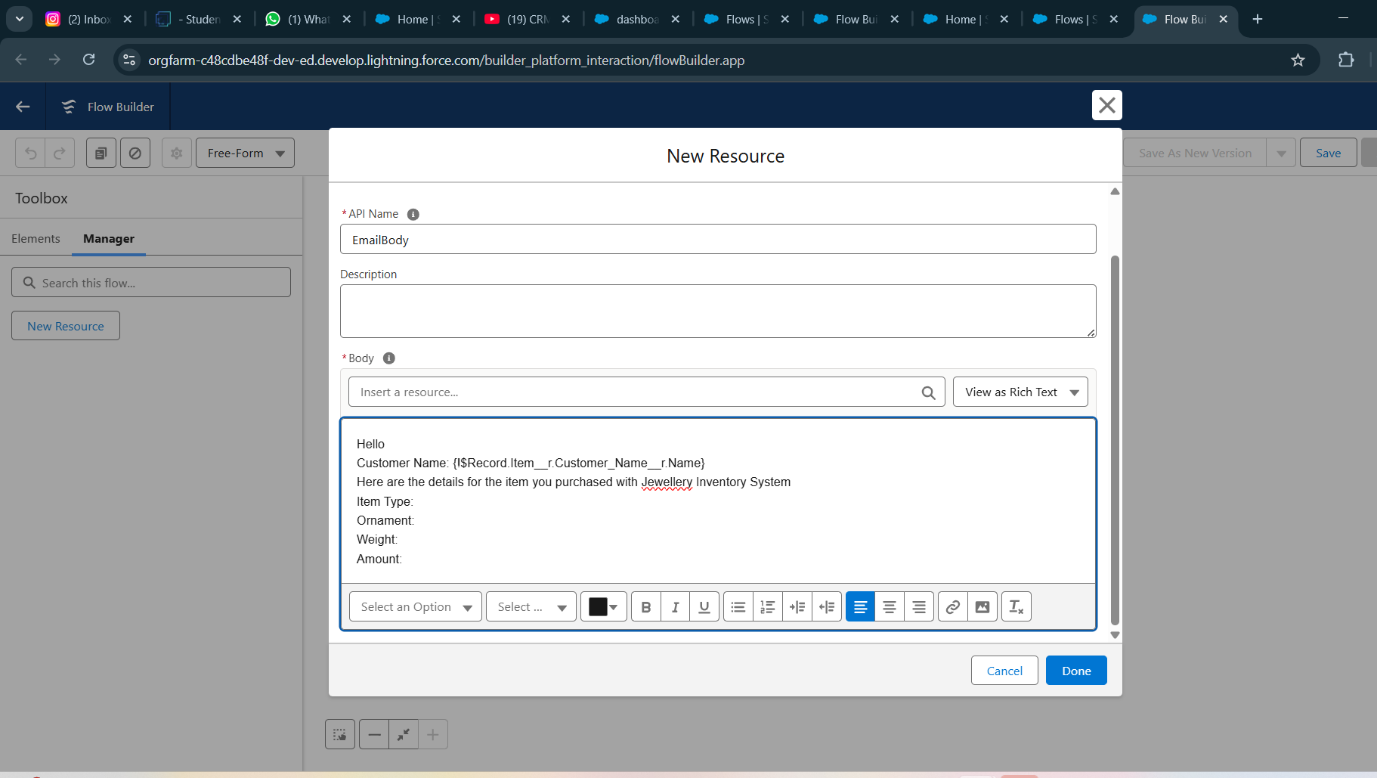 (2) Inbo
- Studen
(1) What
Home |
(19) CRM
dashboa
Flows | S
Flow Bui
Home |
Flows | S
Flow Bui
orgfarm-c48cdbe48f-dev-ed.develop.lightning.force.com/builder_platform_interaction/flowBuilder.app
Flow Builder
Free-Form
Save As New Version
Save
New Resource
Toolbox
Elements
Manager
Search this flow...
New Resource
* API Name
EmailBody
Description
* Body
Insert a resource...
View as Rich Text
Hello
Customer Name: {!$Record.Item__r.Customer_Name__r.Name}
Here are the details for the item you purchased with Jewellery Inventory System
Item Type:
Ornament:
Weight:
Amount:
Select an Option
Select ...
B I U
Cancel
Done